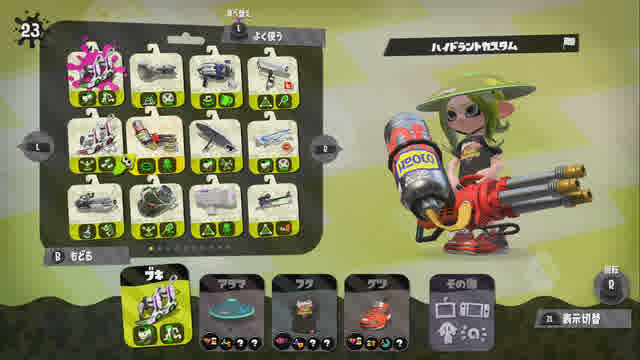 並べ替え
23
L
よく使う
ハイドラントカスタム
L
R
B もどる
ブキ
アタマ
フク
クツ
その他
回転
R
表示切替
? ?
? ?
? ?